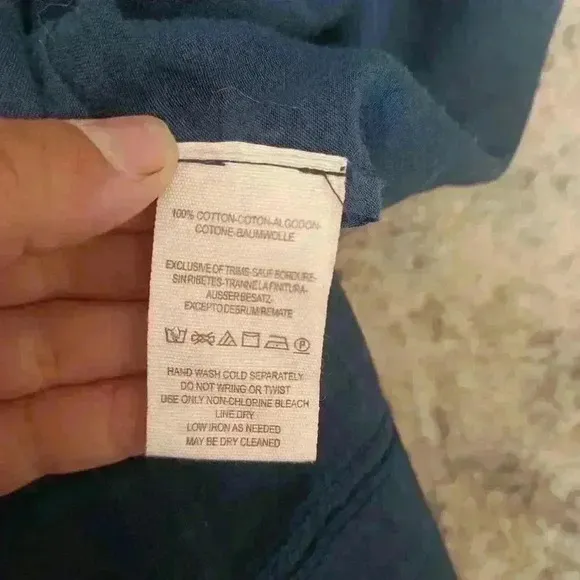 100% COTTON-COTON-ALGODON-
COTONE-BAUMWOLLE
EXCLUSIVE OF TRIMS-SAUF BORDURE-
SIN RIBETES-TRANNE LA FINITURA-
AUSSER BESATZ-
EXCEPTO DEBRUM/REMATE
P
HAND WASH COLD SEPARATELY
DO NOT WRING OR TWIST
USE ONLY NON-CHLORINE BLEACH
LINE DRY
LOW IRON AS NEEDED
MAY BE DRY CLEANED